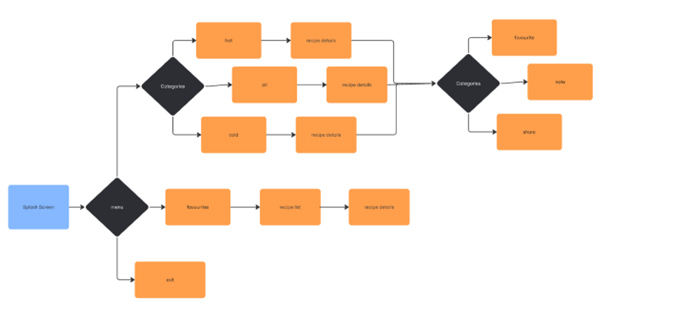 hot
recipe details
Categories
all
recipe details
cold
recipe details
Categories
favourite
rate
share
Splash Screen
menu
favourites
recipe list
recipe details
exit